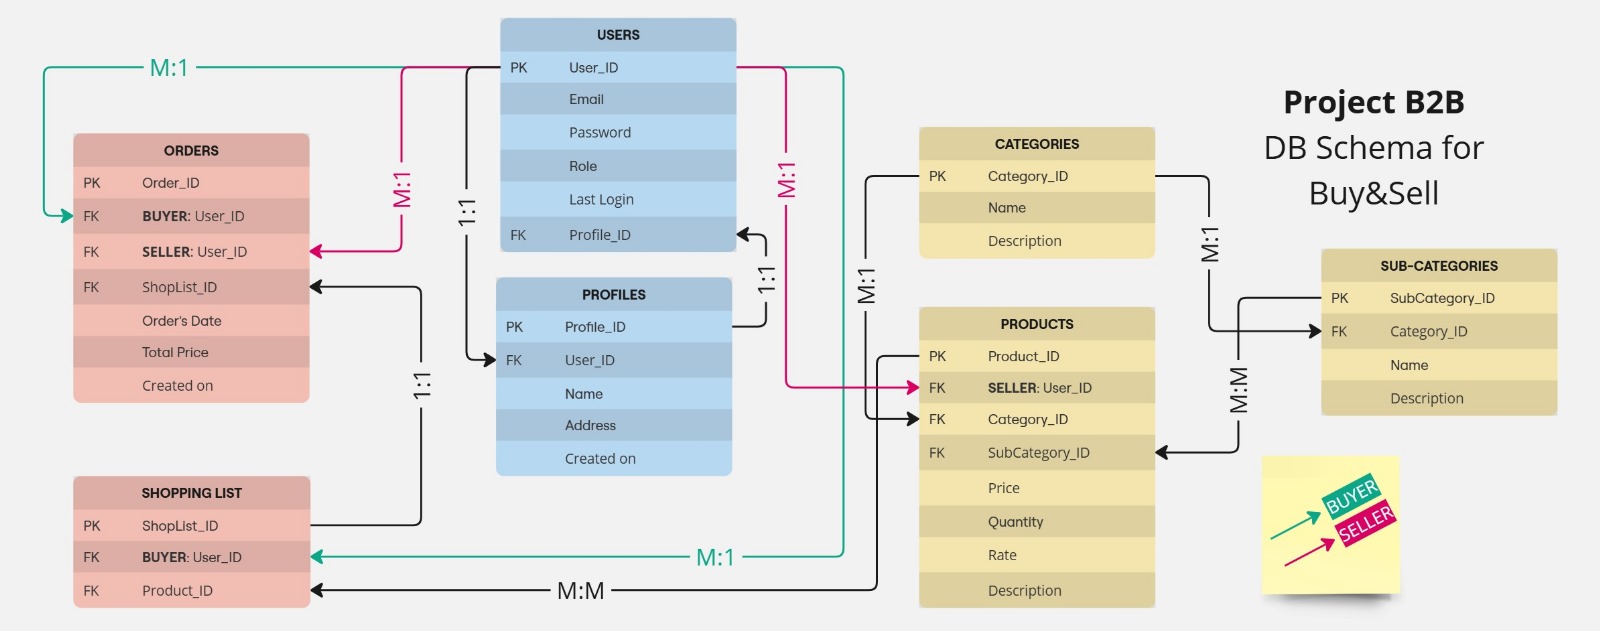 USERS
PK User_ID
Email
Password
Role
Last Login
FK Profile_ID
M:1
M:1
1:1
M:1
1:1
ORDERS
PK Order_ID
FK BUYER: User_ID
FK SELLER: User_ID
FK ShopList_ID
Order's Date
Total Price
Created on
PROFILES
PK Profile_ID
FK User_ID
Name
Address
Created on
1:1
SHOPPING LIST
PK ShopList_ID
FK BUYER: User_ID
FK Product_ID
M:1
M:M
CATEGORIES
PK Category_ID
Name
Description
M:1
M:1
PRODUCTS
PK Product_ID
FK SELLER: User_ID
FK Category_ID
FK SubCategory_ID
Price
Quantity
Rate
Description
Project B2B
DB Schema for
Buy&Sell
SUB-CATEGORIES
PK SubCategory_ID
FK Category_ID
Name
Description
M:M
BUYER
SELLER